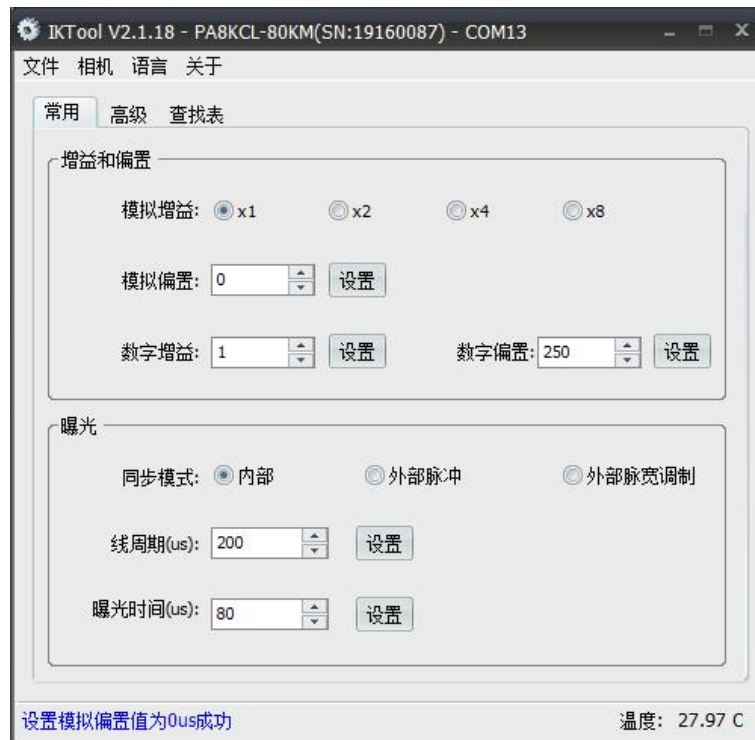 IKTool V2.1.18 - PA8KCL-80KM(SN:19160087) - COM13
文件 相机 语言 关于
常用 高级 查找表
增益和偏置
模拟增益: x1 x2 x4 x8
模拟偏置: 0 设置
数字增益: 1 设置 数字偏置: 250 设置
曝光
同步模式: 内部 外部脉冲 外部脉宽调制
线周期(us): 200 设置
曝光时间(us): 80 设置
设置模拟偏置值为0us成功 温度: 27.97 C